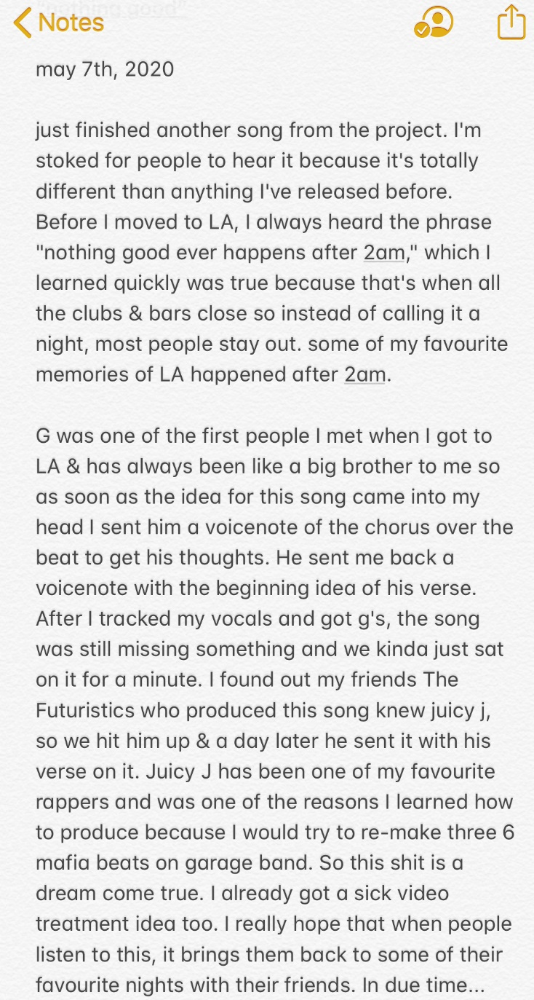 "nothing good"
Notes
may 7th, 2020
just finished another song from the project. I'm
stoked for people to hear it because it's totally
different than anything I've released before.
Before I moved to LA, I always heard the phrase
"nothing good ever happens after 2am," which I
learned quickly was true because that's when all
the clubs & bars close so instead of calling it a
night, most people stay out. some of my favourite
memories of LA happened after 2am.
G was one of the first people I met when I got to
LA & has always been like a big brother to me so
as soon as the idea for this song came into my
head I sent him a voicenote of the chorus over the
beat to get his thoughts. He sent me back a
voicenote with the beginning idea of his verse.
After I tracked my vocals and got g's, the song
was still missing something and we kinda just sat
on it for a minute. I found out my friends The
Futuristics who produced this song knew juicy j,
so we hit him up & a day later he sent it with his
verse on it. Juicy J has been one of my favourite
rappers and was one of the reasons I learned how
to produce because I would try to re-make three 6
mafia beats on garage band. So this shit is a
dream come true. I already got a sick video
treatment idea too. I really hope that when people
listen to this, it brings them back to some of their
favourite nights with their friends. In due time...